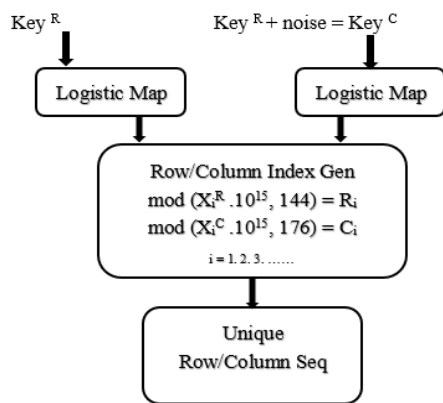 Key ᴿ
Key ᴿ + noise = Key ᶜ
Logistic Map
Logistic Map
Row/Column Index Gen
mod (Xᵢᴿ .10¹⁵, 144) = Rᵢ
mod (Xᵢᶜ .10¹⁵, 176) = Cᵢ
i = 1. 2. 3. ......
Unique
Row/Column Seq